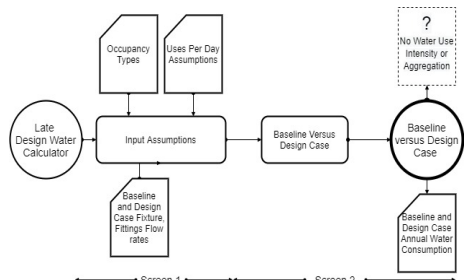 ?
No Water Use
Intensity or
Aggregation
Occupancy
Types
Uses Per Day
Assumptions
Late
Design Water
Calculator
Input Assumptions
Baseline Versus
Design Case
Baseline
versus Design
Case
Baseline
and Design
Case Fixture,
Fittings Flow
rates
Baseline and
Design Case
Annual Water
Consumption
Screen 1
Screen 2